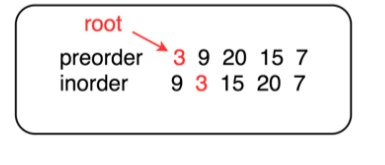 root
preorder 3 9 20 15 7
inorder 9 3 15 20 7